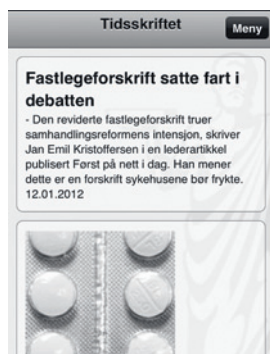 Tidsskriftet
Meny
Fastlegeforskrift satte fart i
debatten
- Den reviderte fastlegeforskrift truer
samhandlingsreformens intensjon, skriver
Jan Emil Kristoffersen i en lederartikkel
publisert Først på nett i dag. Han mener
dette er en forskrift sykehusene bør frykte.
12.01.2012